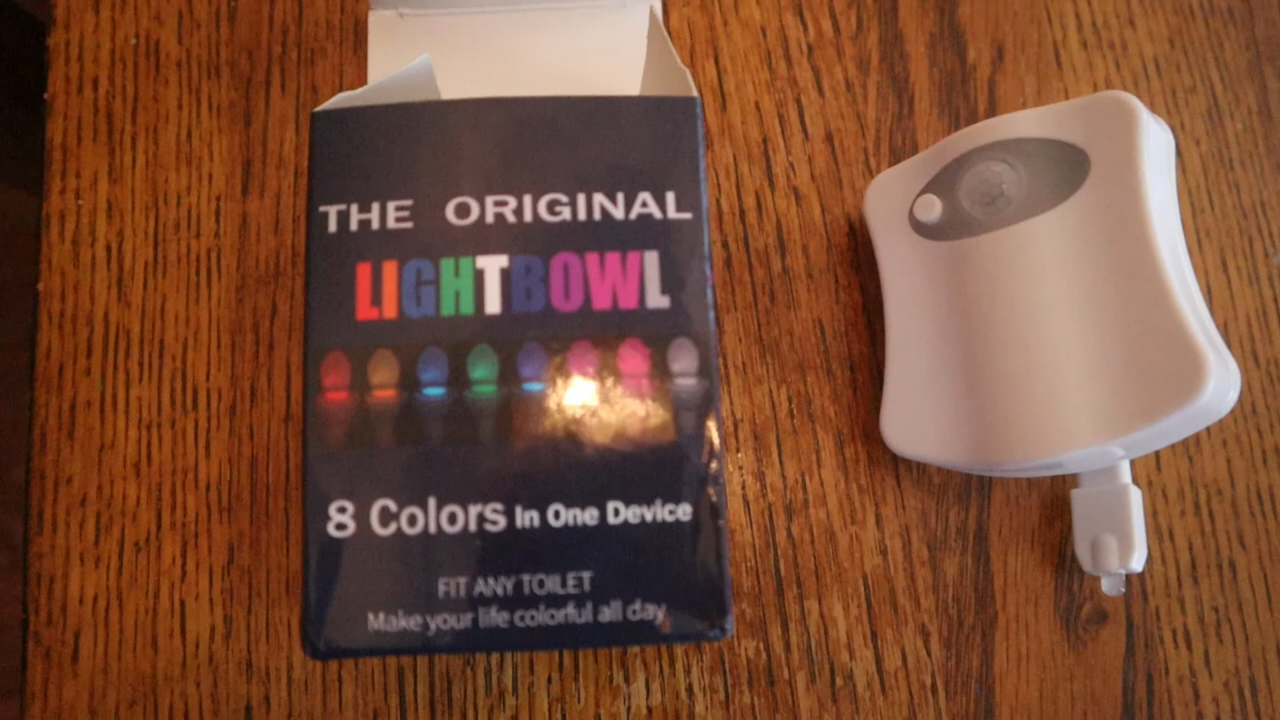 THE ORIGINAL
LIGHTBOWL
8 Colors In One Device
FIT ANY TOILET
Make your life colorful all day